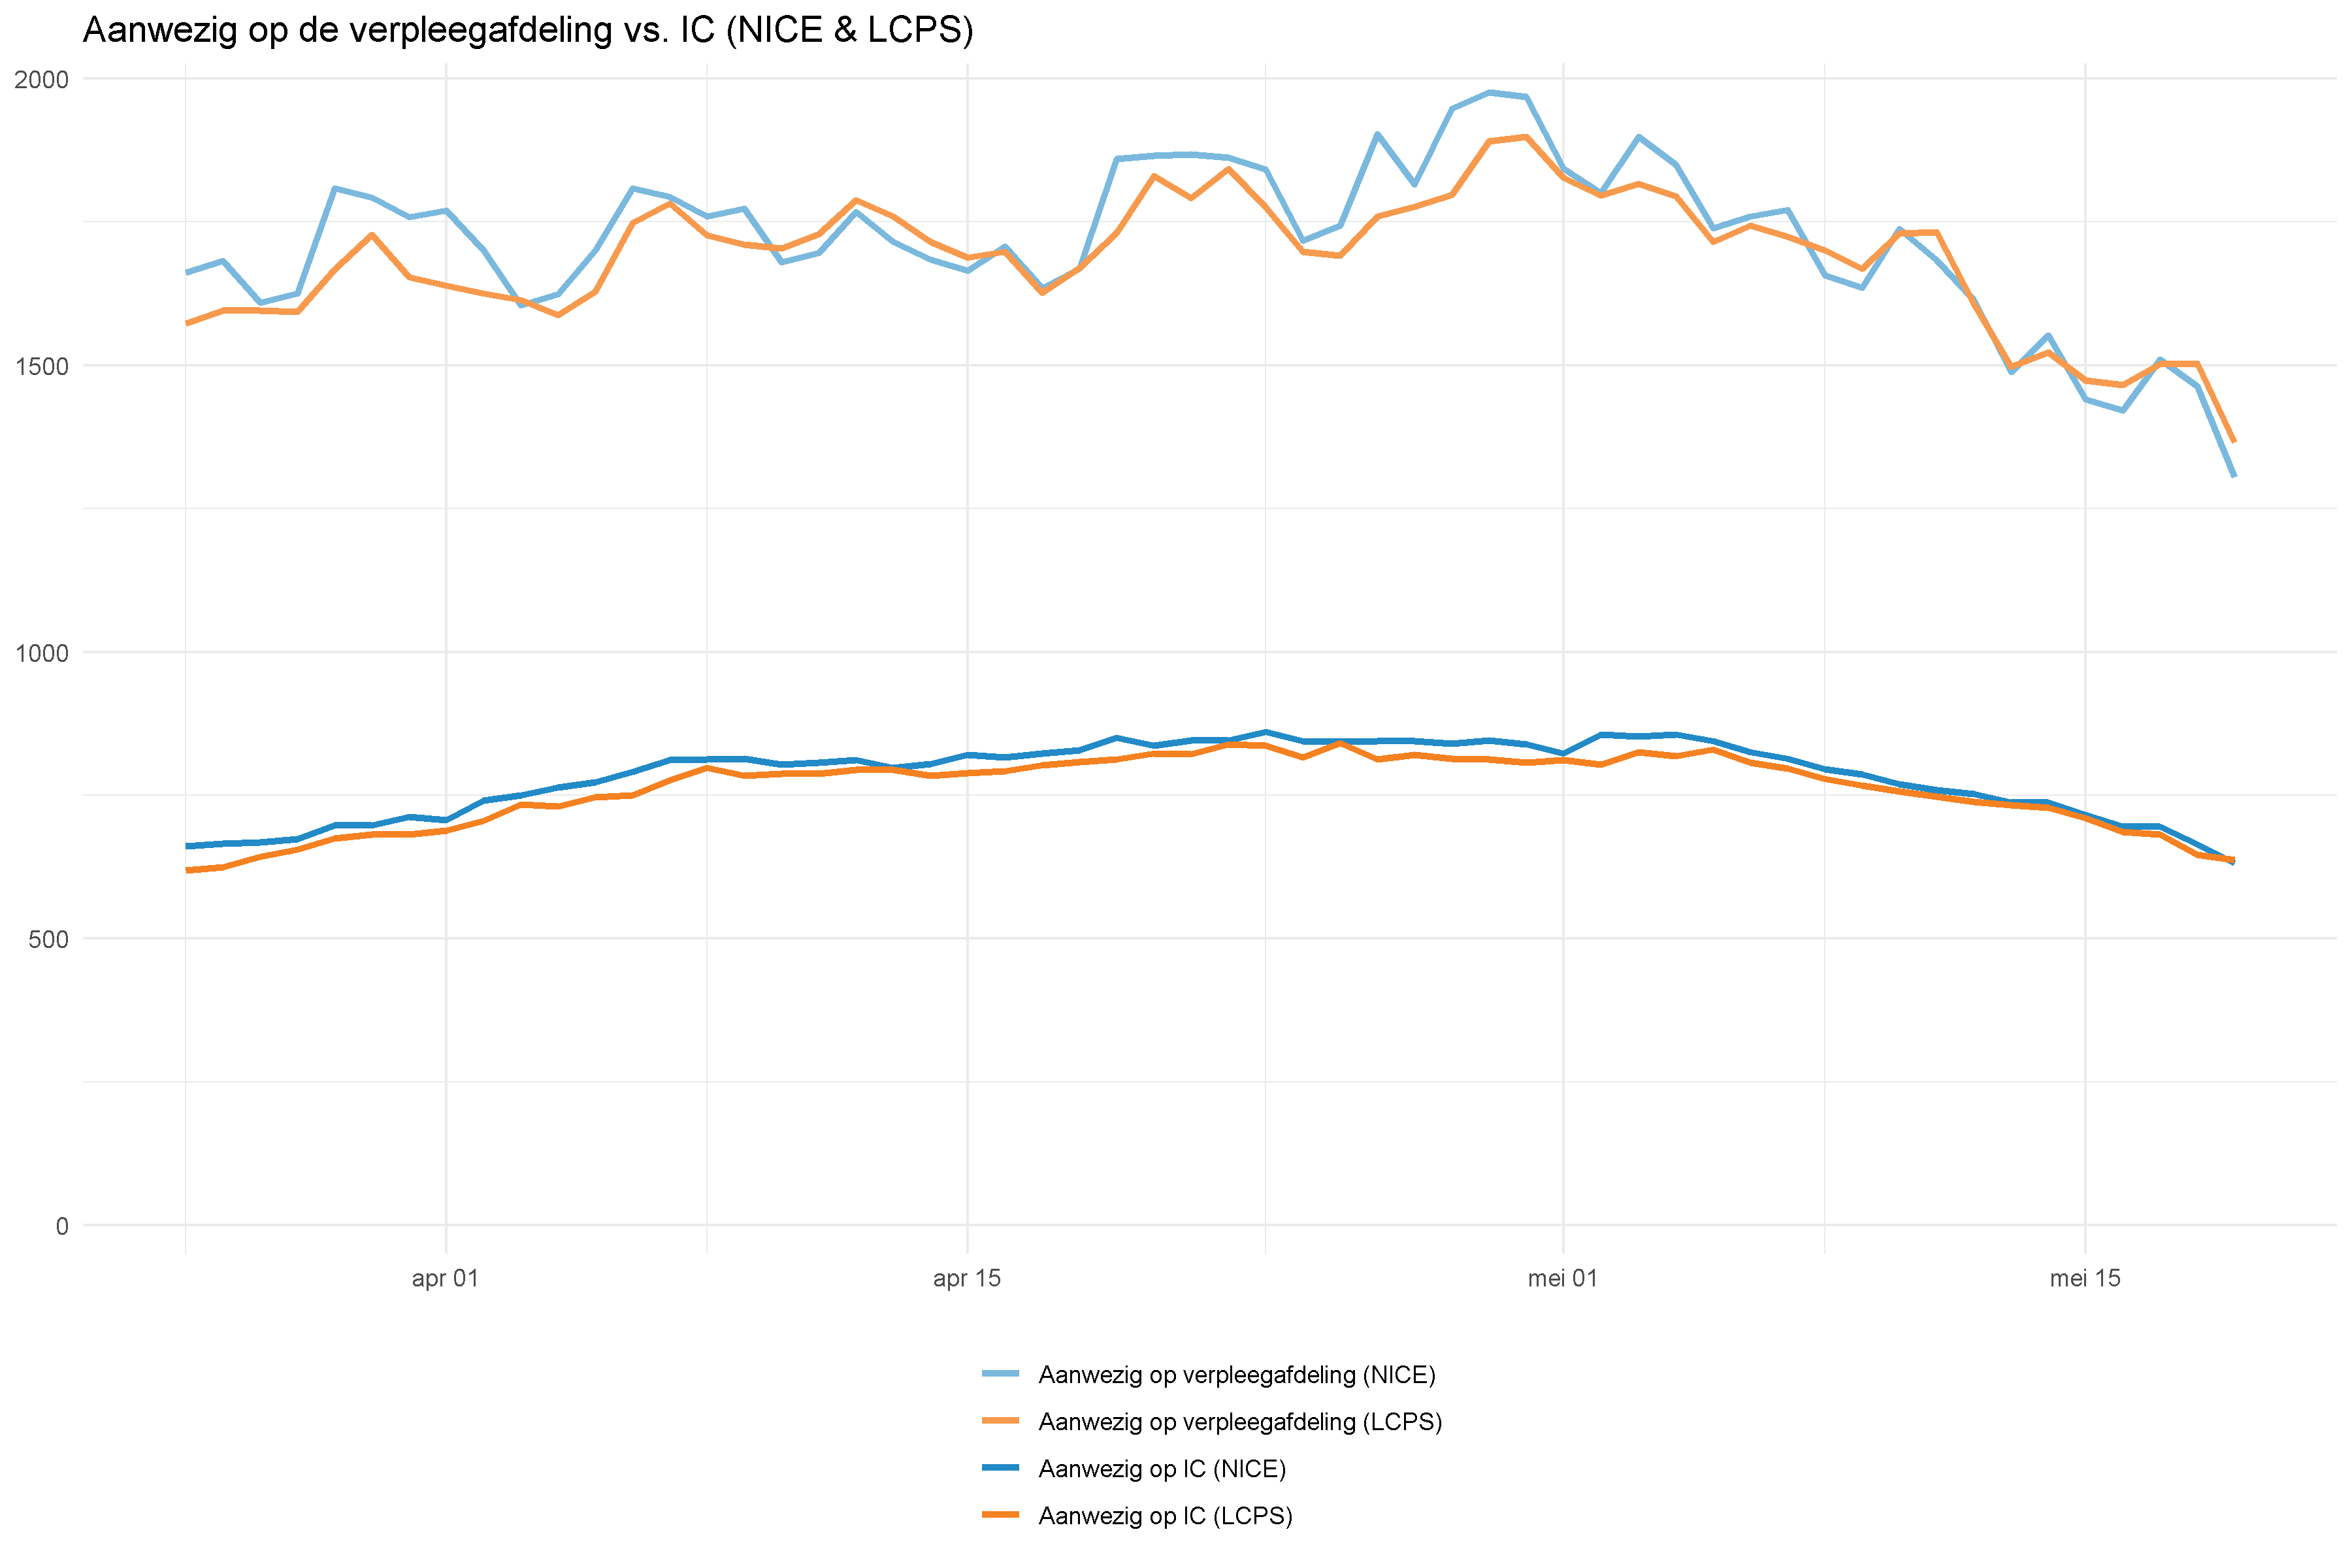 Aanwezig op de verpleegafdeling vs. IC (NICE & LCPS)
2000
1500
1000
500
0
apr 01 apr 15 mei 01 mei 15
Aanwezig op verpleegafdeling (NICE)
Aanwezig op verpleegafdeling (LCPS)
Aanwezig op IC (NICE)
Aanwezig op IC (LCPS)